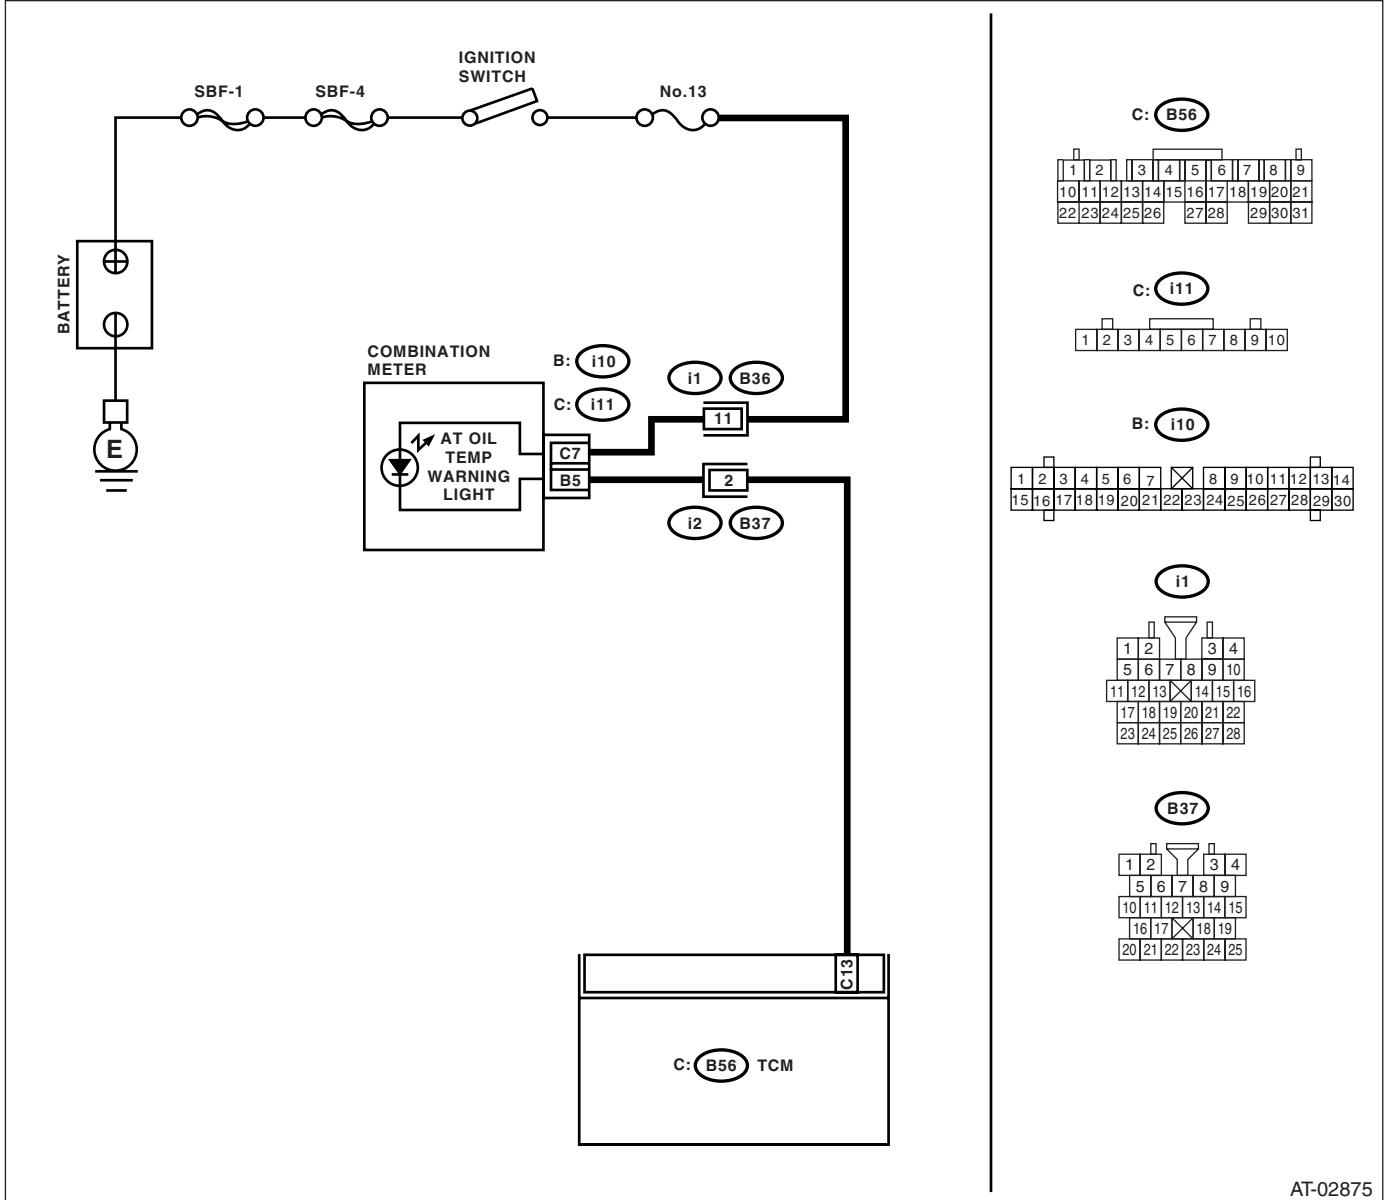 IGNITION
SWITCH
SBF-1
SBF-4
No.13
BATTERY
E
COMBINATION
METER
B: i10
C: i11
i1
B36
11
AT OIL
TEMP
WARNING
LIGHT
C7
B5
2
i2
B37
C13
C: B56 TCM
C: B56
1 2 3 4 5 6 7 8 9
10 11 12 13 14 15 16 17 18 19 20 21
22 23 24 25 26 27 28 29 30 31
C: i11
1 2 3 4 5 6 7 8 9 10
B: i10
1 2 3 4 5 6 7 8 9 10 11 12 13 14
15 16 17 18 19 20 21 22 23 24 25 26 27 28 29 30
i1
1 2 3 4
5 6 7 8 9 10
11 12 13 14 15 16
17 18 19 20 21 22
23 24 25 26 27 28
B37
1 2 3 4
5 6 7 8 9
10 11 12 13 14 15
16 17 18 19
20 21 22 23 24 25
AT-02875